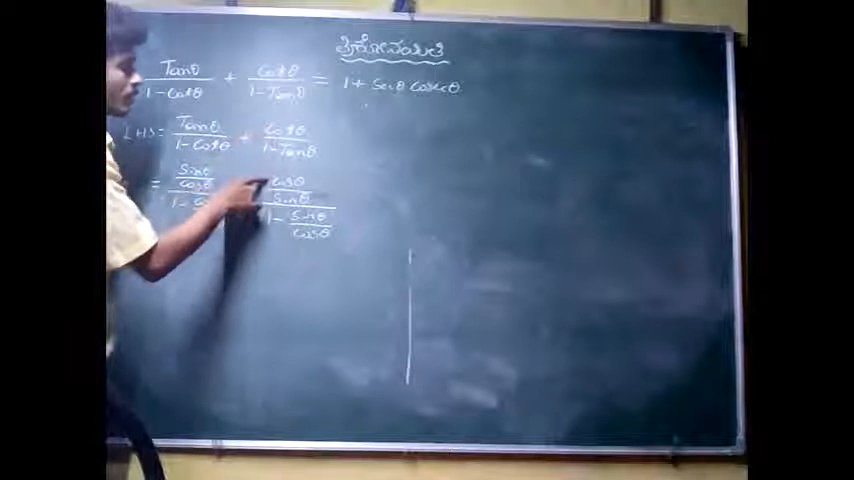 ತ್ರಿಕೋನಮಿತಿ
Tanθ / 1-Cotθ + Cotθ / 1-Tanθ = 1 + Secθ Cosecθ
LHS = Tanθ / 1-Cotθ + Cotθ / 1-Tanθ
= Sinθ/Cosθ / 1- Cosθ/Sinθ / 1- Sinθ/Cosθ